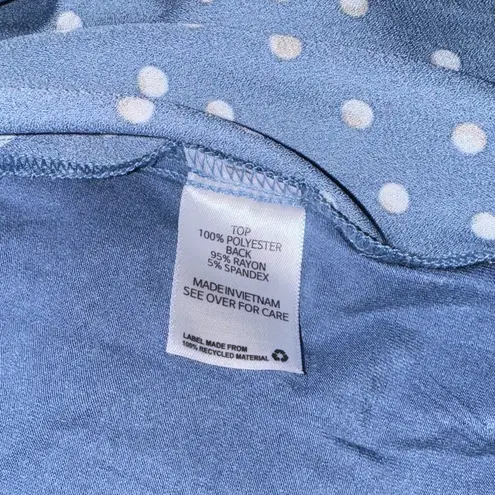 TOP
100% POLYESTER
BACK
95% RAYON
5% SPANDEX
MADE IN VIETNAM
SEE OVER FOR CARE
LABEL MADE FROM
100% RECYCLED MATERIAL